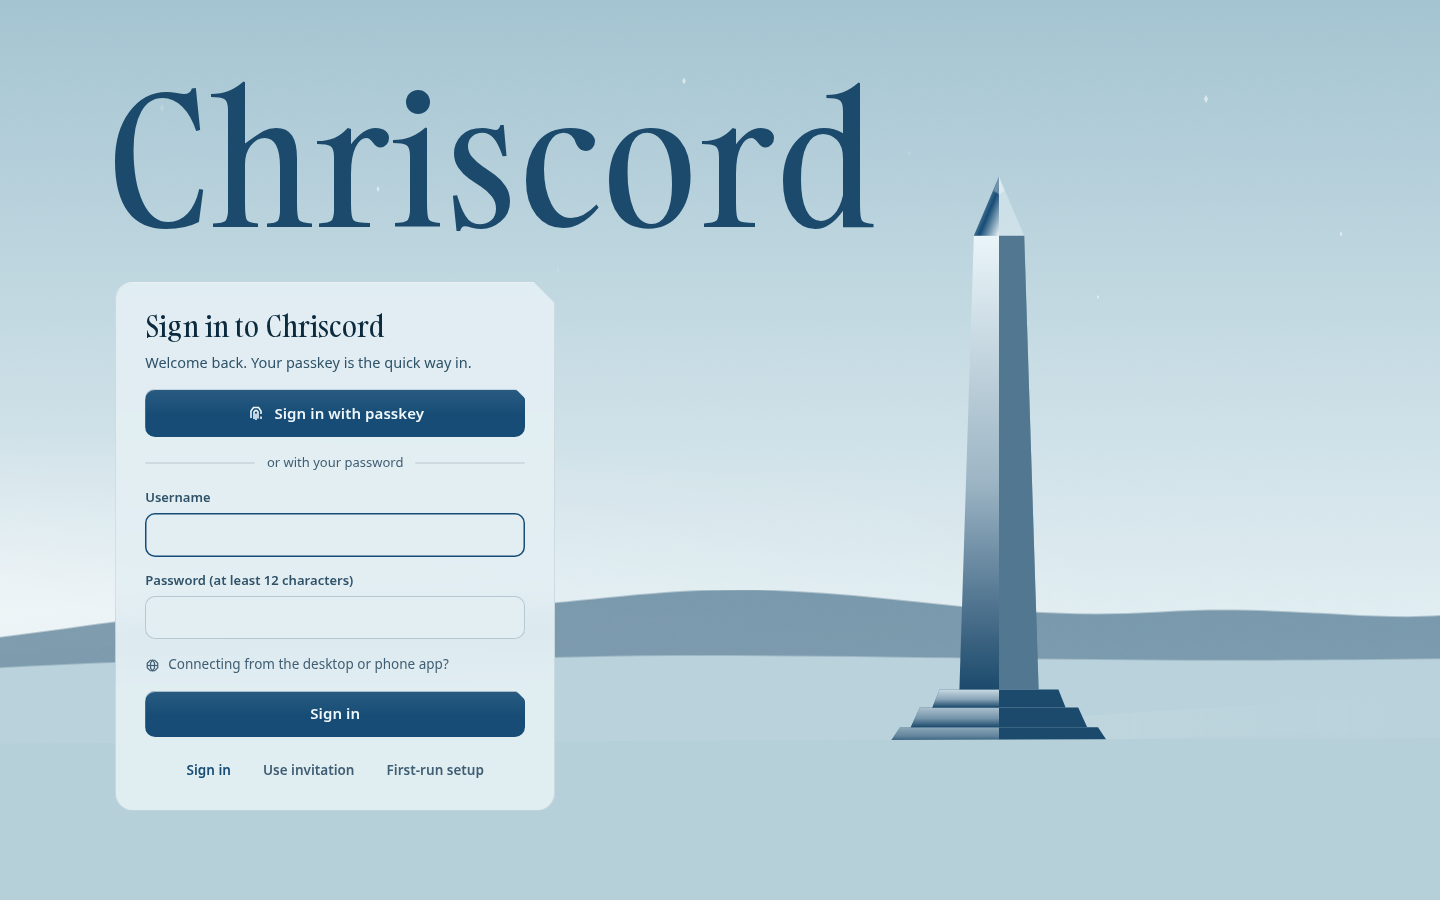 Chriscord
Sign in to Chriscord
Welcome back. Your passkey is the quick way in.
Sign in with passkey
or with your password
Username
Password (at least 12 characters)
Connecting from the desktop or phone app?
Sign in
Sign in Use invitation First-run setup